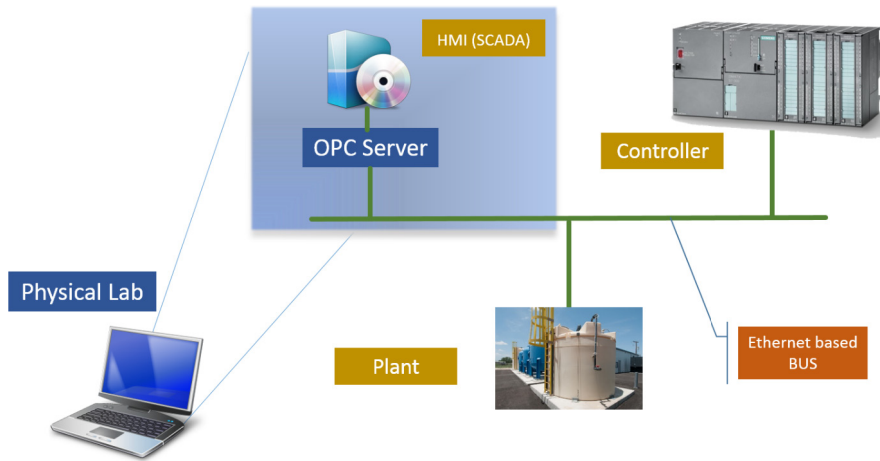 HMI (SCADA)
OPC Server
Controller
Physical Lab
Plant
Ethernet based
BUS